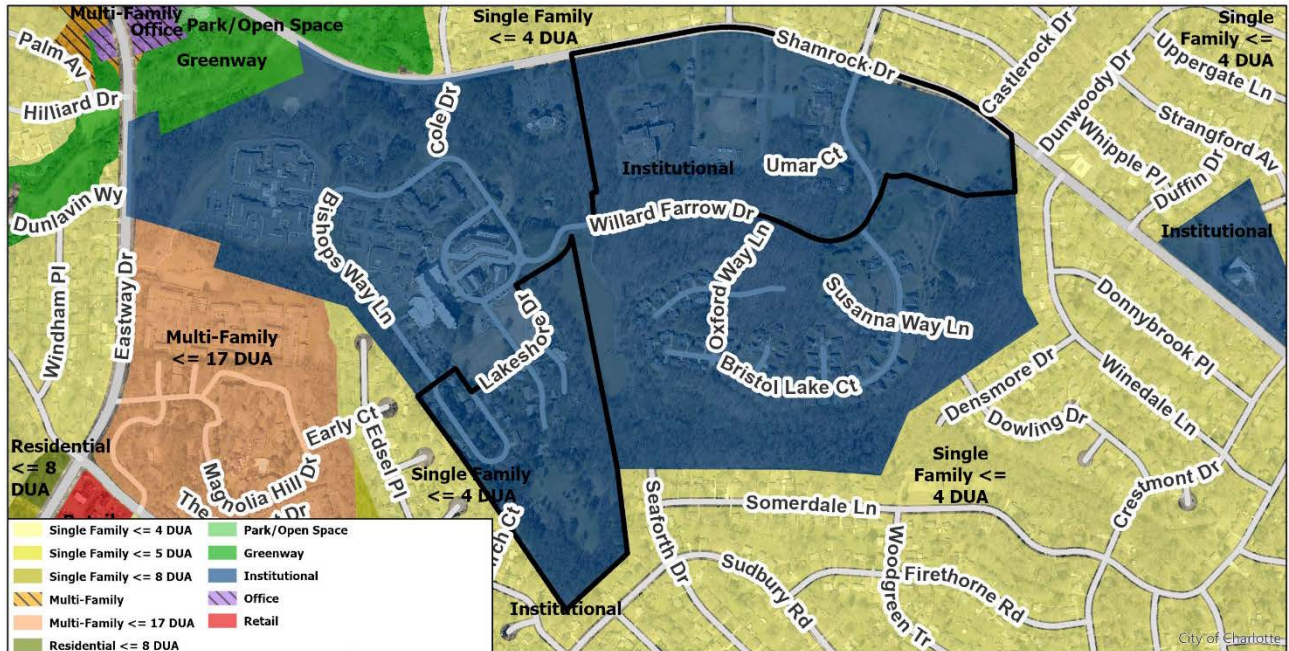 Multi-Family
Office
Park/Open Space
Greenway
Single Family
<= 4 DUA
Single
Family <=
4 DUA
Palm Av
Hilliard Dr
Dunlavin Wy
Windham Pl
Eastway Dr
Cole Dr
Bishops Way Ln
Shamrock Dr
Castlerock Dr
Dunwoody Dr
Uppergate Ln
Strangford Av
Whipple Pl
Duffin Dr
Institutional
Umar Ct
Willard Farrow Dr
Oxford Way Ln
Susanna Way Ln
Bristol Lake Ct
Lakeshore Dr
Institutional
Donnybrook Pl
Winedale Ln
Densmore Dr
Dowling Dr
Crestmont Dr
Multi-Family
<= 17 DUA
Early Ct
Edsel Pl
Magnolia Hill Dr
The
Dr
Residential
<= 8
DUA
Single Family
<= 4 DUA
Single
Family <=
4 DUA
Seaforth Dr
Somerdale Ln
Sudbury Rd
Woodgreen Tr
Firethorne Rd
rch Ct
Institutional
Single Family <= 4 DUA
Single Family <= 5 DUA
Single Family <= 8 DUA
Multi-Family
Multi-Family <= 17 DUA
Residential <= 8 DUA
Park/Open Space
Greenway
Institutional
Office
Retail
City of Charlotte